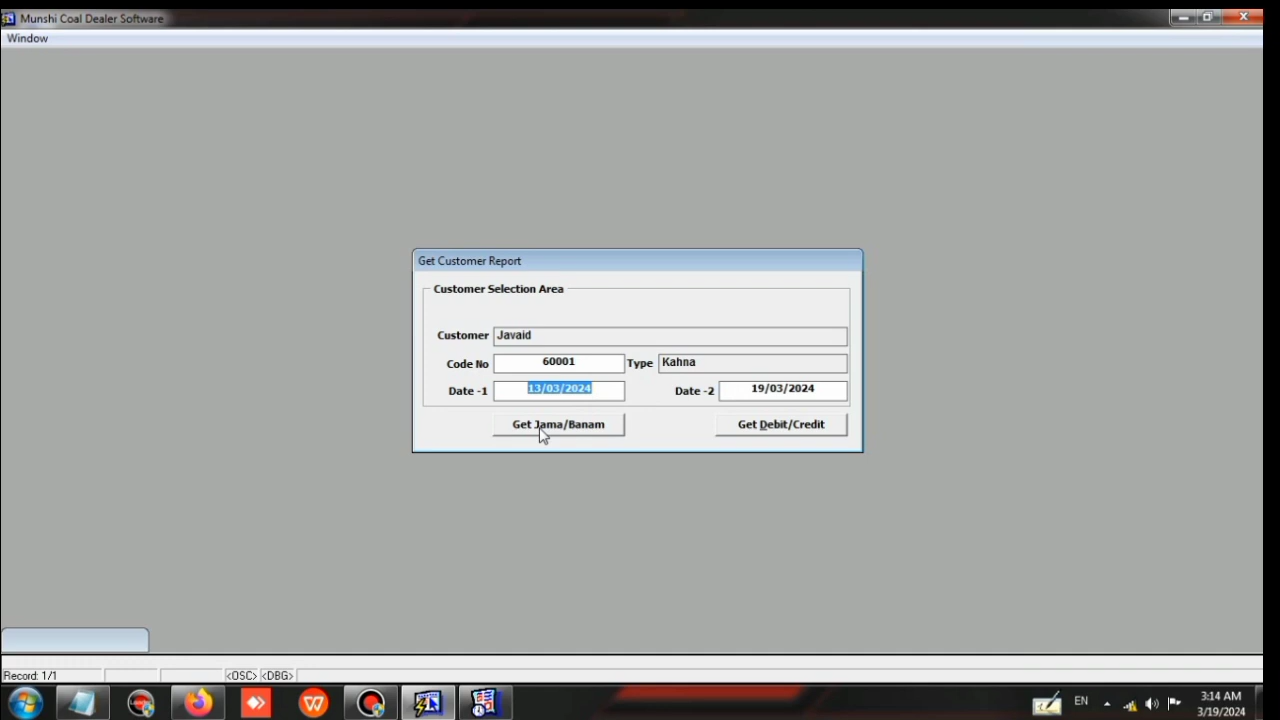 Munshi Coal Dealer Software
Window
Get Customer Report
Customer Selection Area
Customer Javaid
Code No 60001 Type Kahna
Date -1 13/03/2024 Date -2 19/03/2024
Get Jama/Banam Get Debit/Credit
Record: 1/1 <OSC> <DBG>
EN 3:14 AM
3/19/2024